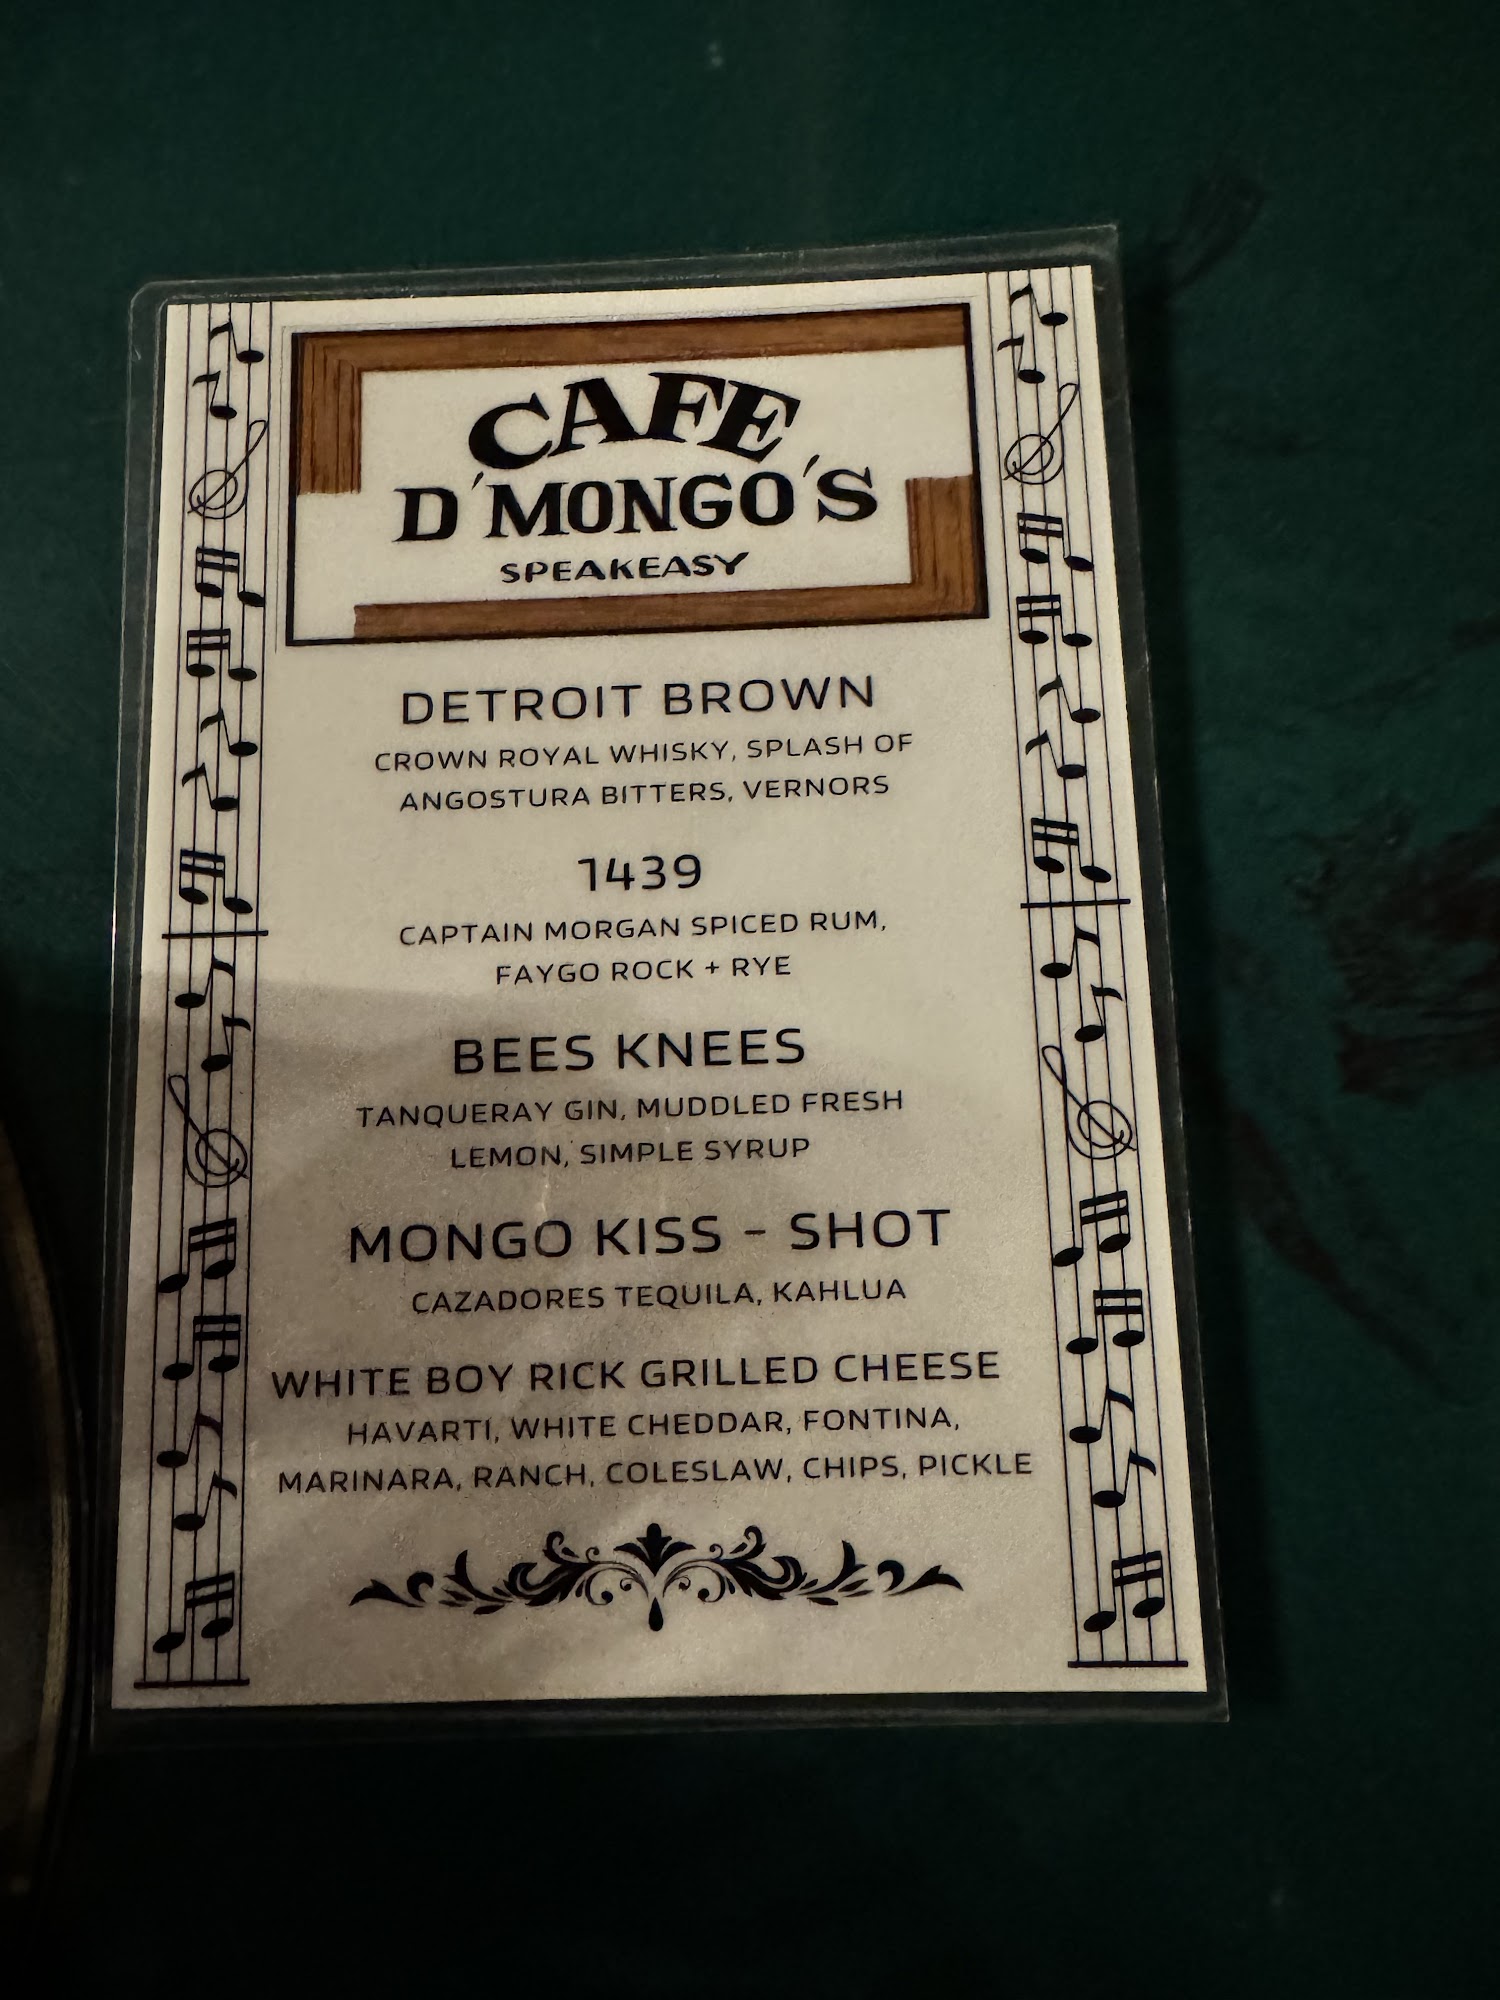 CAFE
D'MONGO'S
SPEAKEASY
DETROIT BROWN
CROWN ROYAL WHISKY, SPLASH OF
ANGOSTURA BITTERS, VERNORS
1439
CAPTAIN MORGAN SPICED RUM,
FAYGO ROCK + RYE
BEES KNEES
TANQUERAY GIN, MUDDLED FRESH
LEMON, SIMPLE SYRUP
MONGO KISS - SHOT
CAZADORES TEQUILA, KAHLUA
WHITE BOY RICK GRILLED CHEESE
HAVARTI, WHITE CHEDDAR, FONTINA,
MARINARA, RANCH, COLESLAW, CHIPS, PICKLE